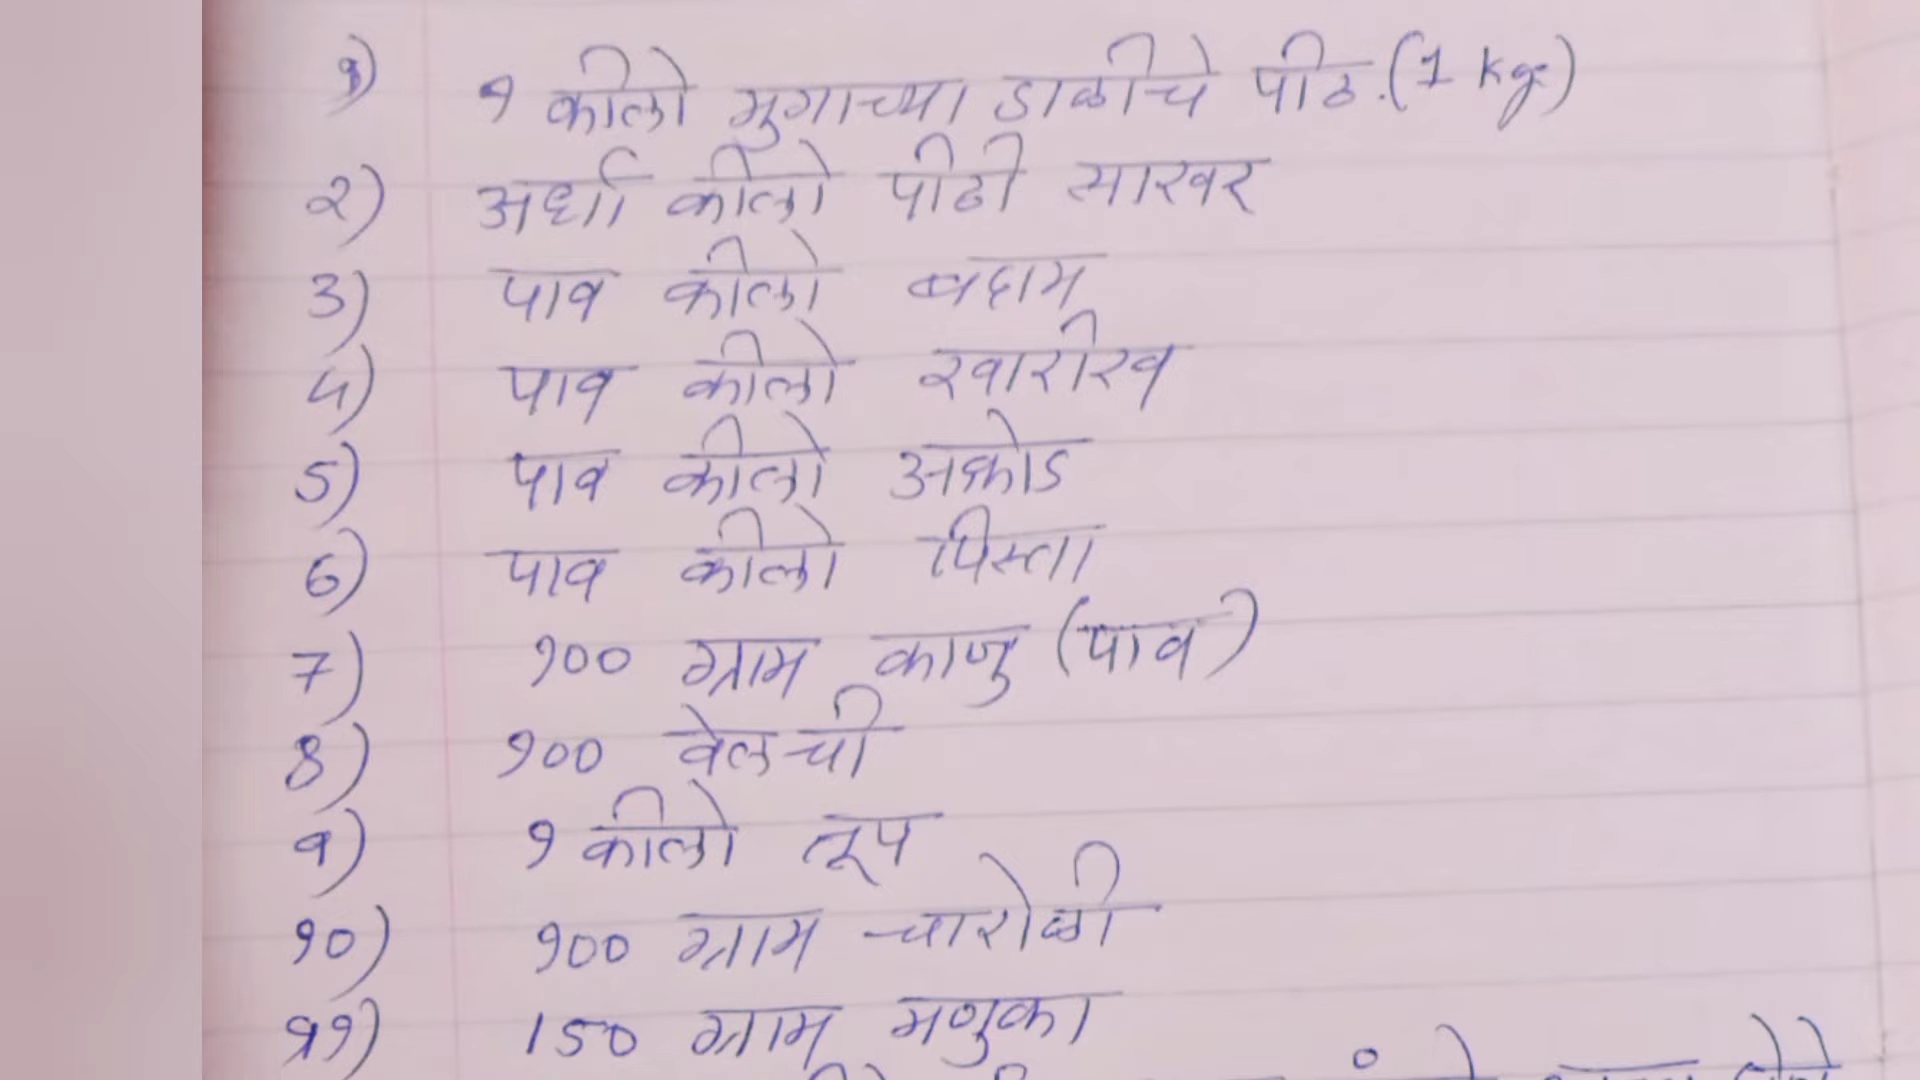 १) १ कीलो मुगाच्या डाळीचे पीठ.(1 kg)
२) अर्धा कीलो पीठी साखर
3) पाव कीलो बदाम
4) पाव कीलो खारीख
5) पाव कीलो अक्रोड
6) पाव कीलो पिस्ता
7) १०० ग्राम काजु (पाव)
8) १०० वेलची
९) १ कीलो तूप
१०) १०० ग्राम चारोळी
११) 150 ग्राम मणुका